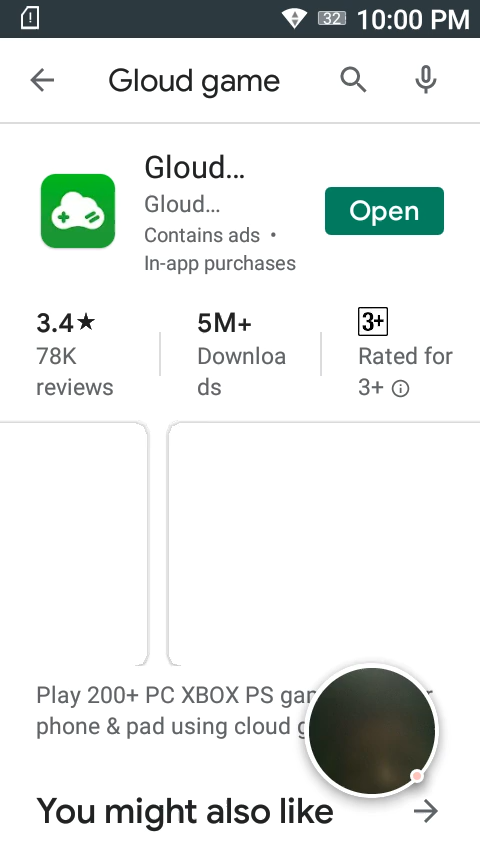 32 10:00 PM
Gloud game
Gloud...
Gloud...
Open
Contains ads •
In-app purchases
3.4★ 5M+ 3+
78K Downloa Rated for
reviews ds 3+
Play 200+ PC XBOX PS
phone & pad using cloud
You might also like